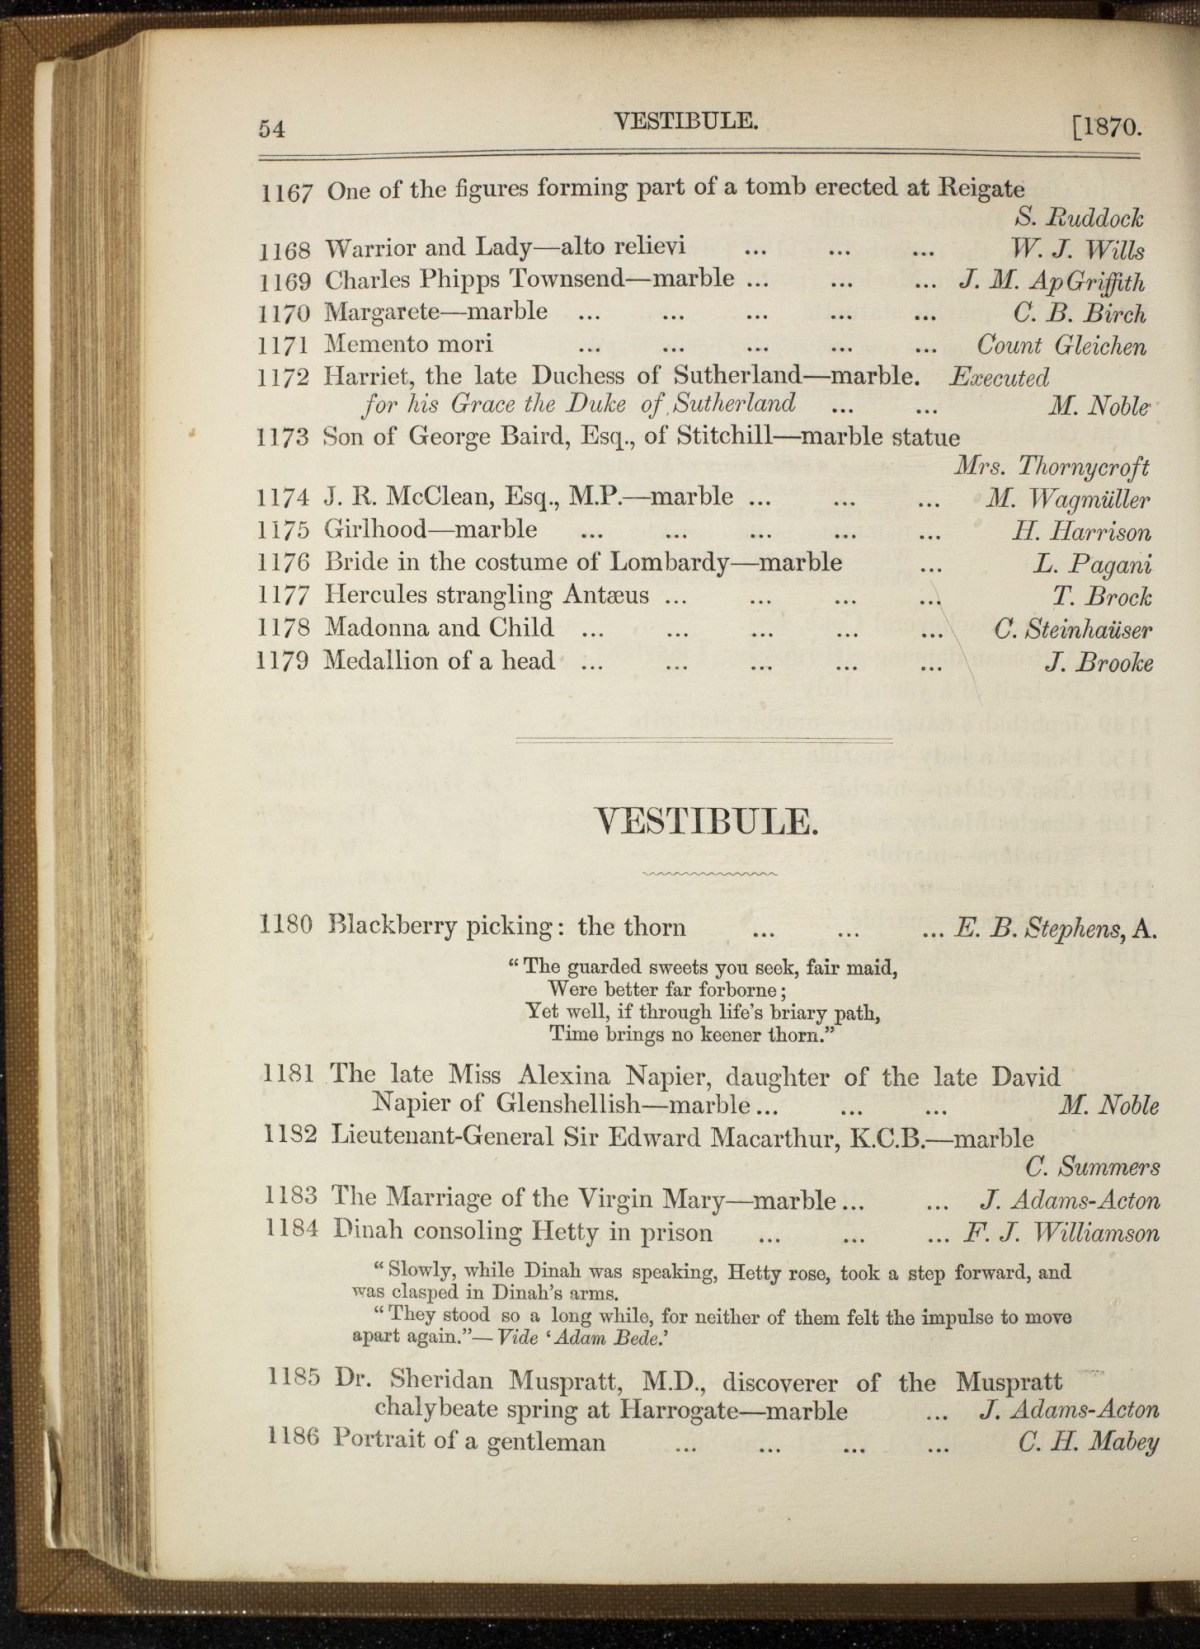 54 VESTIBULE. [1870.
1167 One of the figures forming part of a tomb erected at Reigate
S. Ruddock
1168 Warrior and Lady—alto relievi ... ... ... W. J. Wills
1169 Charles Phipps Townsend—marble ... ... ... J. M. ApGriffith
1170 Margarete—marble ... ... ... ... ... C. B. Birch
1171 Memento mori ... ... ... ... ... Count Gleichen
1172 Harriet, the late Duchess of Sutherland—marble. Executed
for his Grace the Duke of Sutherland ... ... M. Noble
1173 Son of George Baird, Esq., of Stitchill—marble statue
Mrs. Thornycroft
1174 J. R. McClean, Esq., M.P.—marble ... ... ... M. Wagmüller
1175 Girlhood—marble ... ... ... ... ... H. Harrison
1176 Bride in the costume of Lombardy—marble ... L. Pagani
1177 Hercules strangling Antæus ... ... ... ... T. Brock
1178 Madonna and Child ... ... ... ... ... C. Steinhaüser
1179 Medallion of a head ... ... ... ... ... J. Brooke
VESTIBULE.
1180 Blackberry picking: the thorn ... ... ... E. B. Stephens, A.
“The guarded sweets you seek, fair maid,
Were better far forborne;
Yet well, if through life's briary path,
Time brings no keener thorn.”
1181 The late Miss Alexina Napier, daughter of the late David
Napier of Glenshellish—marble ... ... ... M. Noble
1182 Lieutenant-General Sir Edward Macarthur, K.C.B.—marble
C. Summers
1183 The Marriage of the Virgin Mary—marble ... ... J. Adams-Acton
1184 Dinah consoling Hetty in prison ... ... ... F. J. Williamson
“Slowly, while Dinah was speaking, Hetty rose, took a step forward, and
was clasped in Dinah's arms.
“They stood so a long while, for neither of them felt the impulse to move
apart again.”—Vide ‘Adam Bede.’
1185 Dr. Sheridan Muspratt, M.D., discoverer of the Muspratt
chalybeate spring at Harrogate—marble ... J. Adams-Acton
1186 Portrait of a gentleman ... ... ... ... C. H. Mabey